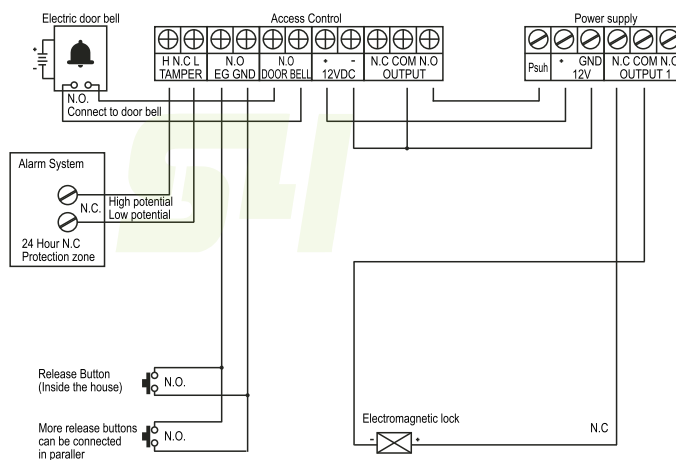 Electric door bell
Access Control
Power supply
+
-
H N.C L
TAMPER
N.O
EG GND
N.O
DOOR BELL
+ -
12VDC
N.C COM N.O
OUTPUT
Psuh
+ GND
12V
N.C COM N.O
OUTPUT 1
N.O.
Connect to door bell
Alarm System
N.C.
High potential
Low potential
24 Hour N.C
Protection zone
Release Button
(Inside the house)
N.O.
More release buttons
can be connected
in paraller
N.O.
Electromagnetic lock
- +
N.C